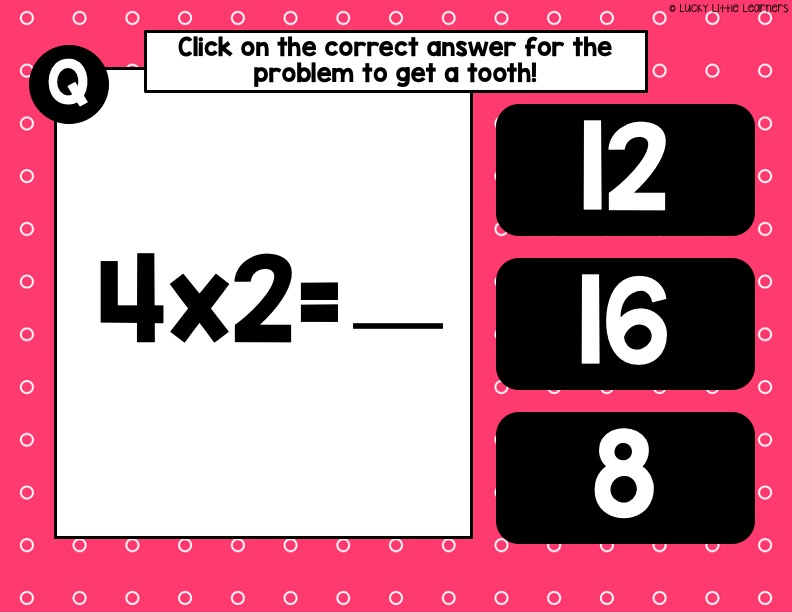 © Lucky Little Learners
Click on the correct answer for the
problem to get a tooth!
Q
4x2=__
12
16
8